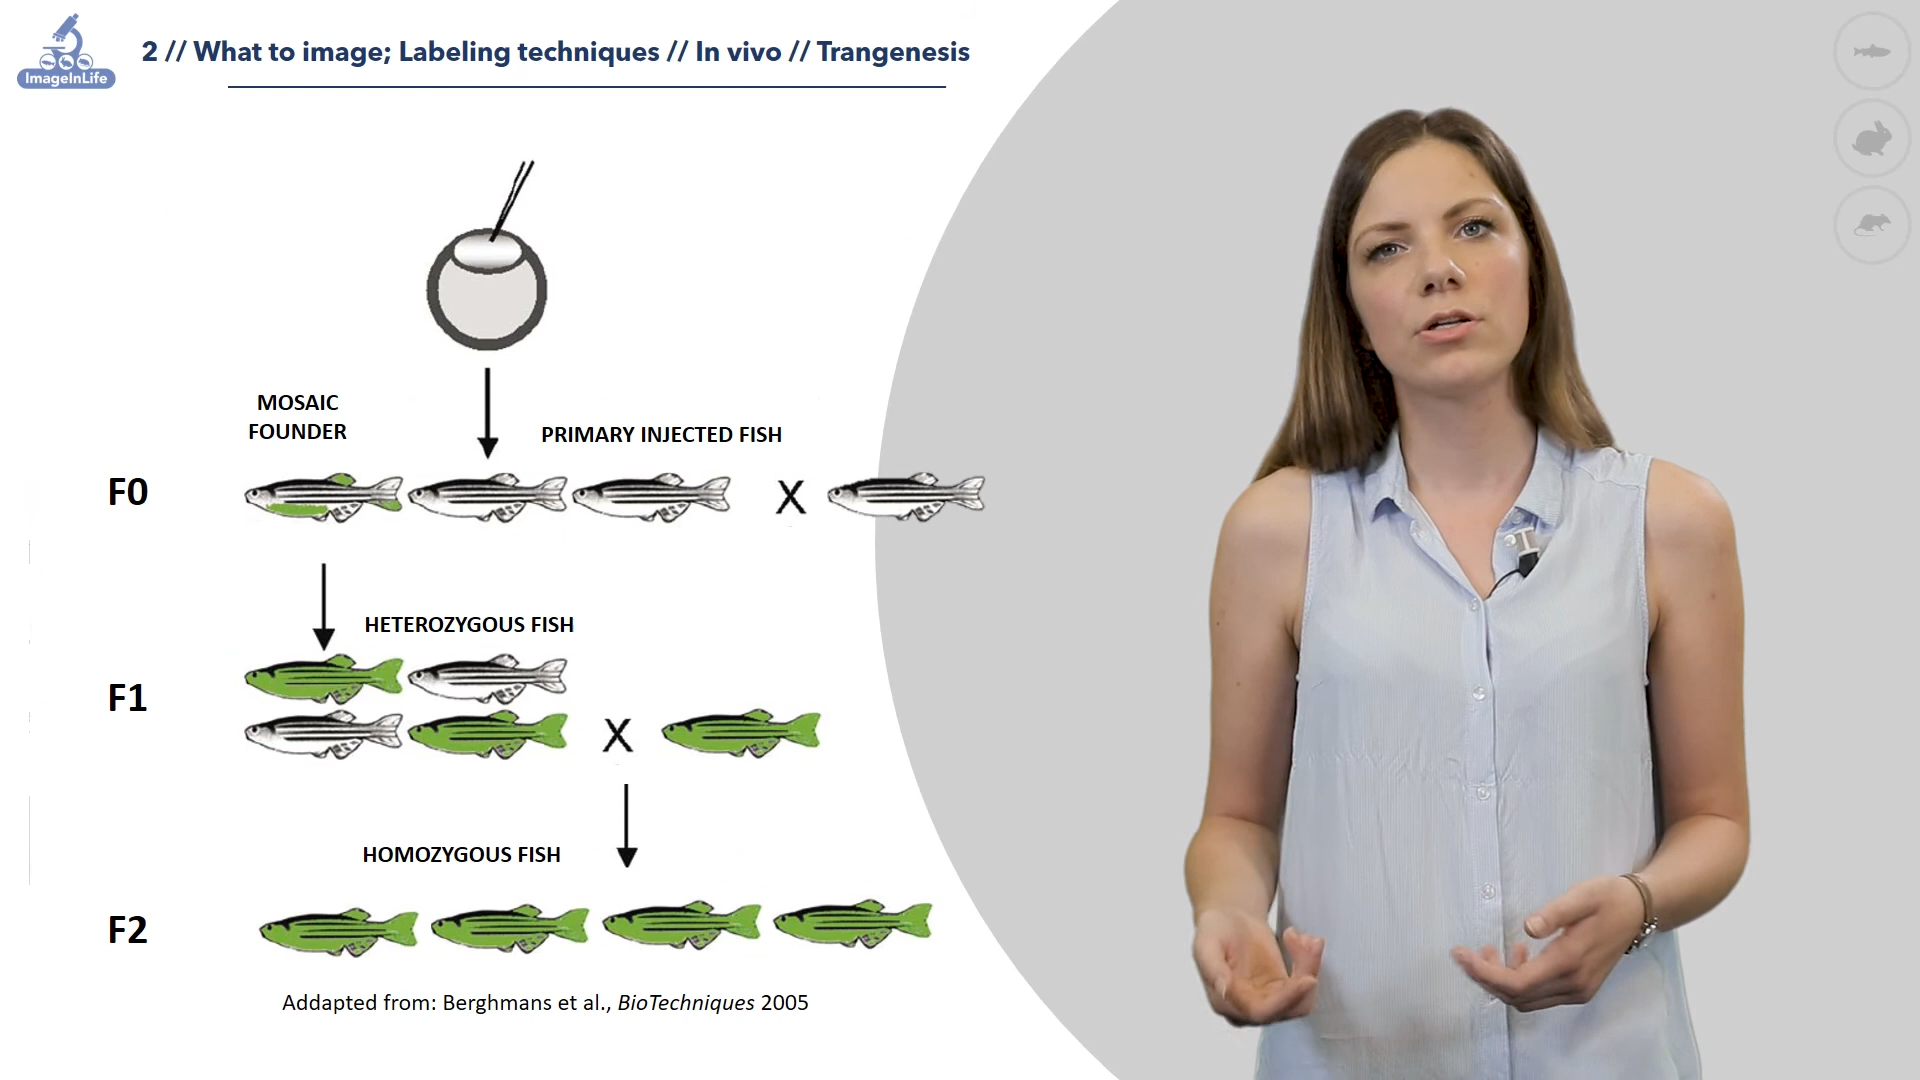 ImageInLife
2 // What to image; Labeling techniques // In vivo // Trangenesis
MOSAIC
FOUNDER
PRIMARY INJECTED FISH
F0
X
HETEROZYGOUS FISH
F1
X
HOMOZYGOUS FISH
F2
Addapted from: Berghmans et al., BioTechniques 2005